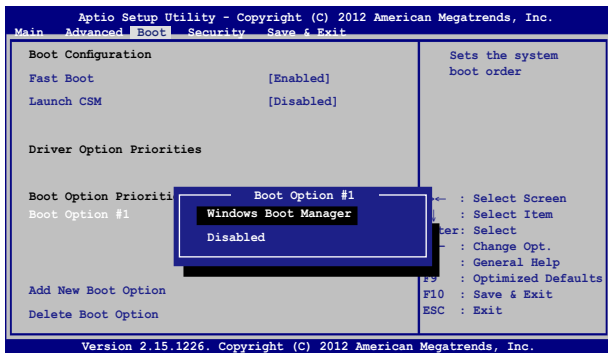 Aptio Setup Utility - Copyright (C) 2012 American Megatrends, Inc.
Main Advanced Boot Security Save & Exit
Boot Configuration
Fast Boot [Enabled]
Launch CSM [Disabled]
Driver Option Priorities
Boot Option Prioriti
Boot Option #1
Boot Option #1
Windows Boot Manager
Disabled
Add New Boot Option
Delete Boot Option
Sets the system
boot order
→← : Select Screen
: Select Item
ter: Select
- : Change Opt.
: General Help
F9 : Optimized Defaults
F10 : Save & Exit
ESC : Exit
Version 2.15.1226. Copyright (C) 2012 American Megatrends, Inc.